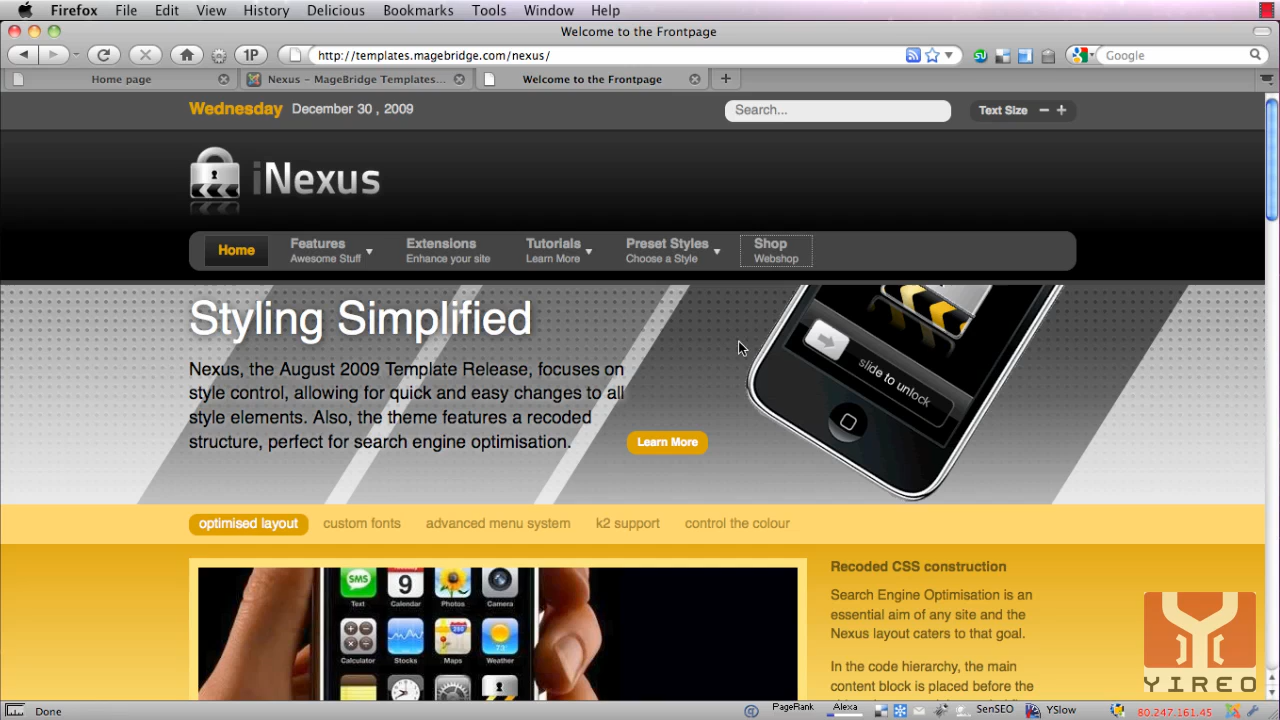 Firefox File Edit View History Delicious Bookmarks Tools Window Help
Welcome to the Frontpage
1P http://templates.magebridge.com/nexus/ Google
Home page Nexus – MageBridge Templates... Welcome to the Frontpage
Wednesday December 30 , 2009 Search... Text Size − +
iNexus
Home Features Extensions Tutorials Preset Styles Shop
Awesome Stuff Enhance your site Learn More Choose a Style Webshop
Styling Simplified
Nexus, the August 2009 Template Release, focuses on
style control, allowing for quick and easy changes to all
style elements. Also, the theme features a recoded
structure, perfect for search engine optimisation.
Learn More
slide to unlock
optimised layout custom fonts advanced menu system k2 support control the colour
SMS 9
Text Calendar Photos Camera
73°
Calculator Stocks Maps Weather
Recoded CSS construction
Search Engine Optimisation is an
essential aim of any site and the
Nexus layout caters to that goal.
In the code hierarchy, the main
content block is placed before the
YIREO
Done PageRank Alexa SenSEO YSlow 80.247.161.45